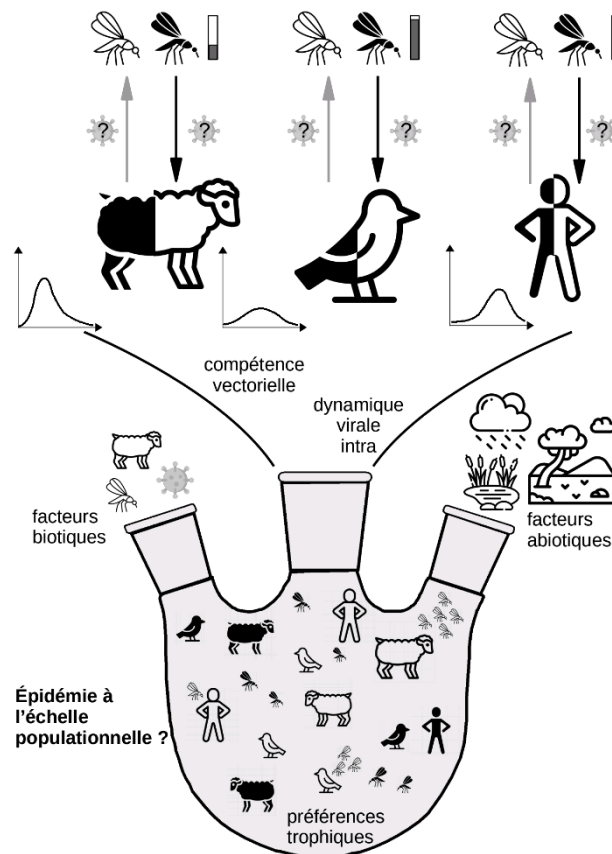 ?
?
?
?
?
?
compétence
vectorielle
dynamique
virale
intra
facteurs
biotiques
facteurs
abiotiques
Épidémie à
l'échelle
populationnelle ?
préférences
trophiques